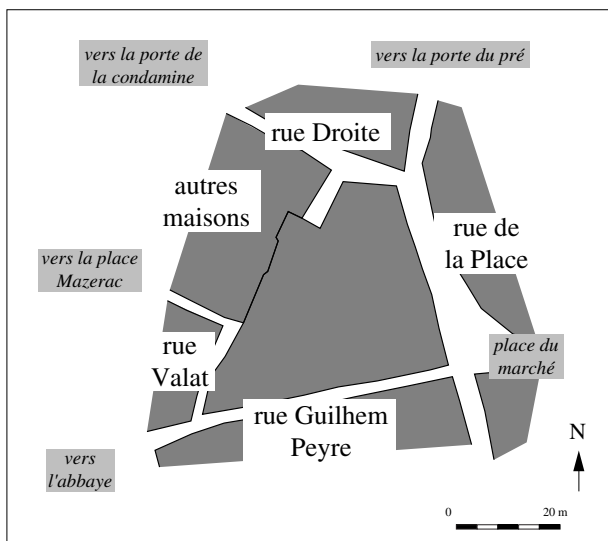 vers la porte de
la condamine
vers la porte du pré
rue Droite
autres
maisons
rue de
la Place
vers la place
Mazerac
rue
Valat
place du
marché
rue Guilhem
Peyre
vers
l'abbaye
N
0
20 m